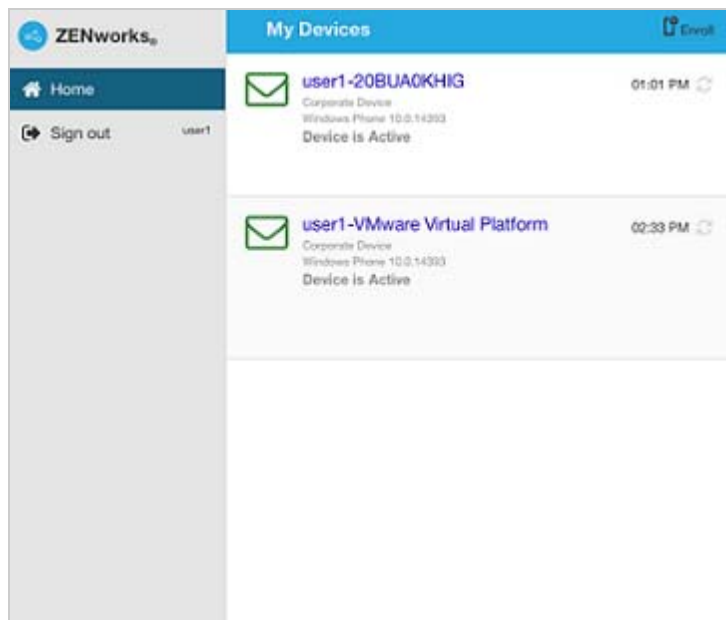 ZENworks®
My Devices
Enroll
Home
Sign out
user1
user1-20BUA0KHIG
01:01 PM
Corporate Device
Windows Phone 10.0.14393
Device is Active
user1-VMware Virtual Platform
02:33 PM
Corporate Device
Windows Phone 10.0.14393
Device is Active